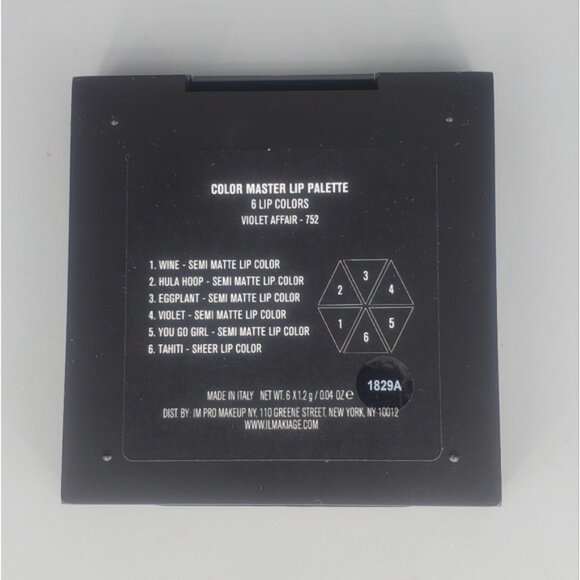 COLOR MASTER LIP PALETTE
6 LIP COLORS
VIOLET AFFAIR - 752
1. WINE - SEMI MATTE LIP COLOR
2. HULA HOOP - SEMI MATTE LIP COLOR
3. EGGPLANT - SEMI MATTE LIP COLOR
4. VIOLET - SEMI MATTE LIP COLOR
5. YOU GO GIRL - SEMI MATTE LIP COLOR
6. TAHITI - SHEER LIP COLOR
2 3 4
1 6 5
1829A
MADE IN ITALY NET WT. 6 X 1.2 g / 0.04 OZ ℮
DIST. BY: IM PRO MAKEUP NY, 110 GREENE STREET, NEW YORK, NY 10012
WWW.ILMAKIAGE.COM